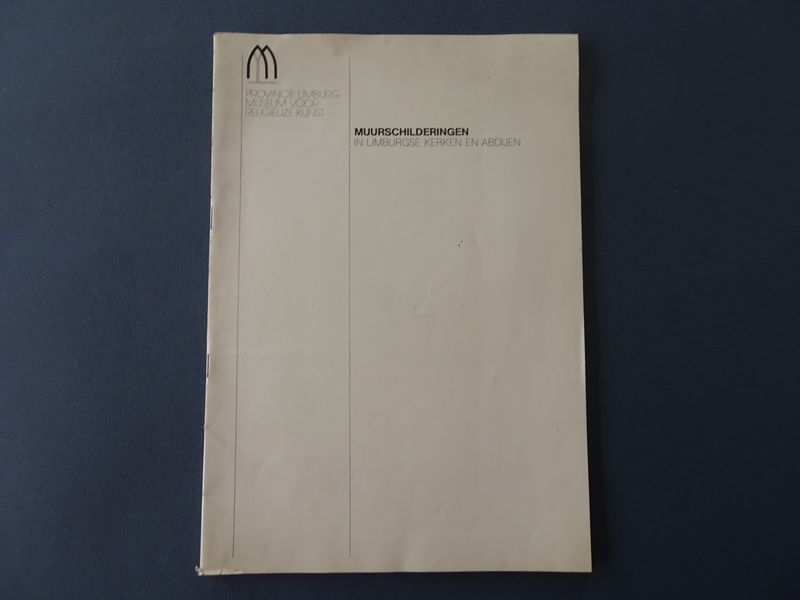 PROVINCIE LIMBURG
MUSEUM VOOR
RELIGIEUZE KUNST
MUURSCHILDERINGEN
IN LIMBURGSE KERKEN EN ABDIJEN